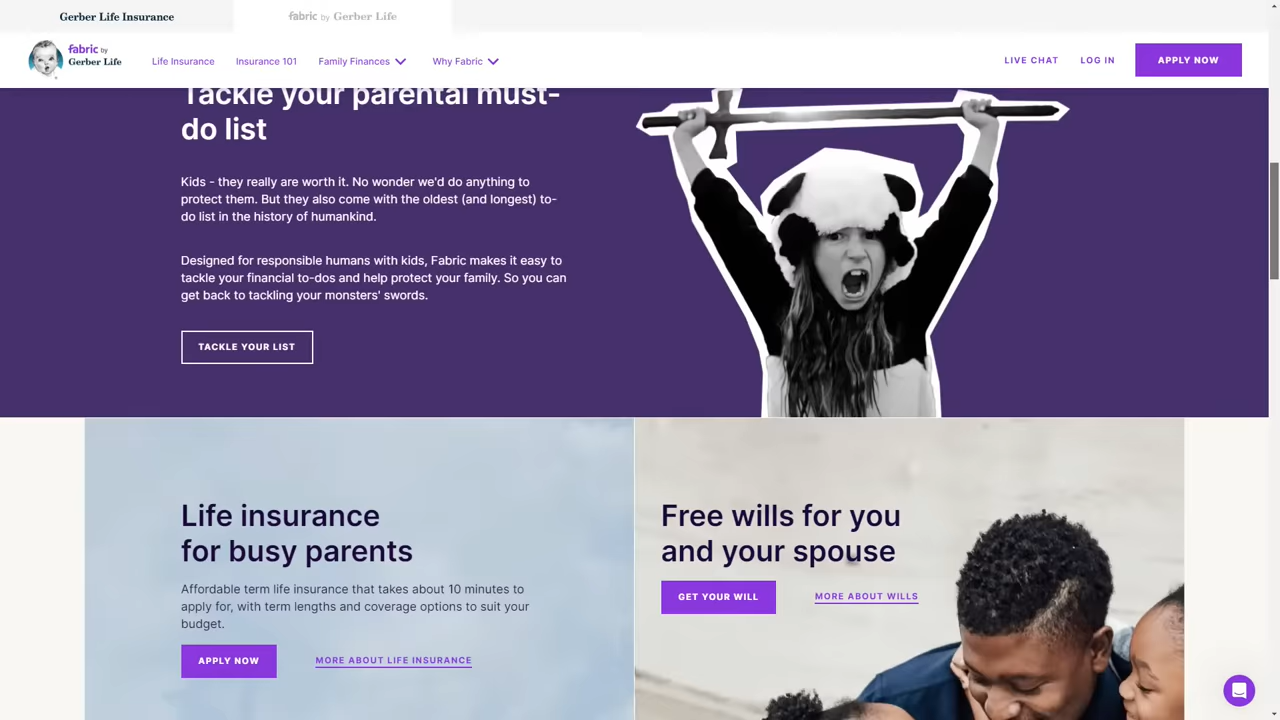 Gerber Life Insurance
fabric by Gerber Life
fabric by
Gerber Life
Life Insurance
Insurance 101
Family Finances
Why Fabric
LIVE CHAT
LOG IN
APPLY NOW
Tackle your parental must-
do list
Kids - they really are worth it. No wonder we'd do anything to
protect them. But they also come with the oldest (and longest) to-
do list in the history of humankind.
Designed for responsible humans with kids, Fabric makes it easy to
tackle your financial to-dos and help protect your family. So you can
get back to tackling your monsters' swords.
TACKLE YOUR LIST
Life insurance
for busy parents
Affordable term life insurance that takes about 10 minutes to
apply for, with term lengths and coverage options to suit your
budget.
APPLY NOW
MORE ABOUT LIFE INSURANCE
Free wills for you
and your spouse
GET YOUR WILL
MORE ABOUT WILLS